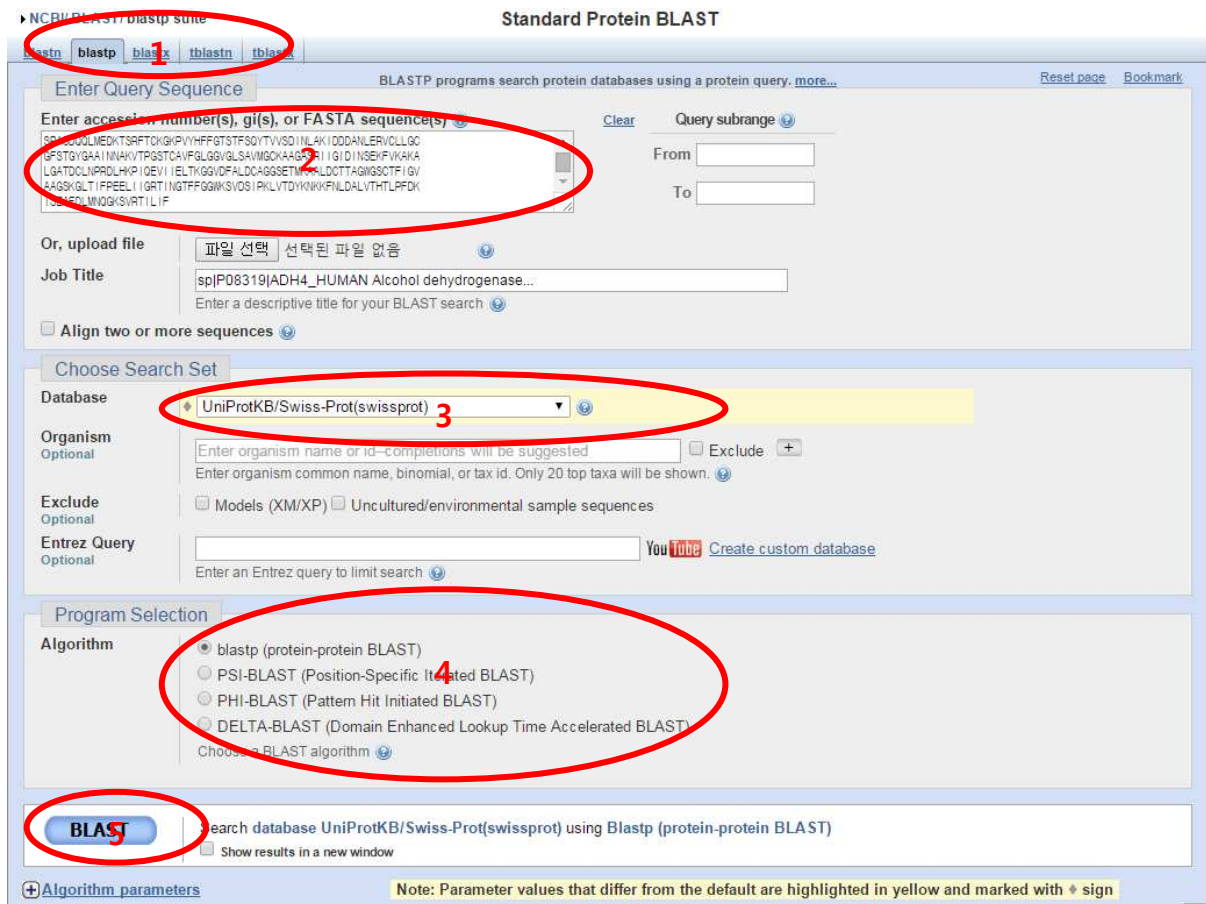 NCBI/ BLAST/ blastp suite
Standard Protein BLAST
1
blastn blastp blastx tblastn tblastx
BLASTP programs search protein databases using a protein query. more...
Reset page Bookmark
Enter Query Sequence
Enter accession number(s), gi(s), or FASTA sequence(s)
Clear
Query subrange
GFSTGYGAAINNAKVTPGSTCAVFGLGGVGLSAVMGCKAAGASRIIGIDINSEKFVKAKA
2
LGATDCLNPRDLHKPIQEVIIELTKGGVDFALDCAGGSETMKAALDCTTAGWGSCTFIGV
AAGSKGLTIFPEELIIGRTINGTFFGGWKSVDSIPKLVTDYKNKKFNLDALVTHTLPFDK
From
To
Or, upload file
파일 선택 선택된 파일 없음
Job Title
sp|P08319|ADH4_HUMAN Alcohol dehydrogenase...
Enter a descriptive title for your BLAST search
Align two or more sequences
Choose Search Set
Database
UniProtKB/Swiss-Prot(swissprot)
3
Organism
Optional
Enter organism name or id--completions will be suggested
Exclude +
Enter organism common name, binomial, or tax id. Only 20 top taxa will be shown.
Exclude
Optional
Models (XM/XP) Uncultured/environmental sample sequences
Entrez Query
Optional
YouTube Create custom database
Enter an Entrez query to limit search
Program Selection
Algorithm
blastp (protein-protein BLAST)
4
PSI-BLAST (Position-Specific Iterated BLAST)
PHI-BLAST (Pattern Hit Initiated BLAST)
DELTA-BLAST (Domain Enhanced Lookup Time Accelerated BLAST)
Choose a BLAST algorithm
BLAST
5
Search database UniProtKB/Swiss-Prot(swissprot) using Blastp (protein-protein BLAST)
Show results in a new window
Algorithm parameters
Note: Parameter values that differ from the default are highlighted in yellow and marked with ♦ sign